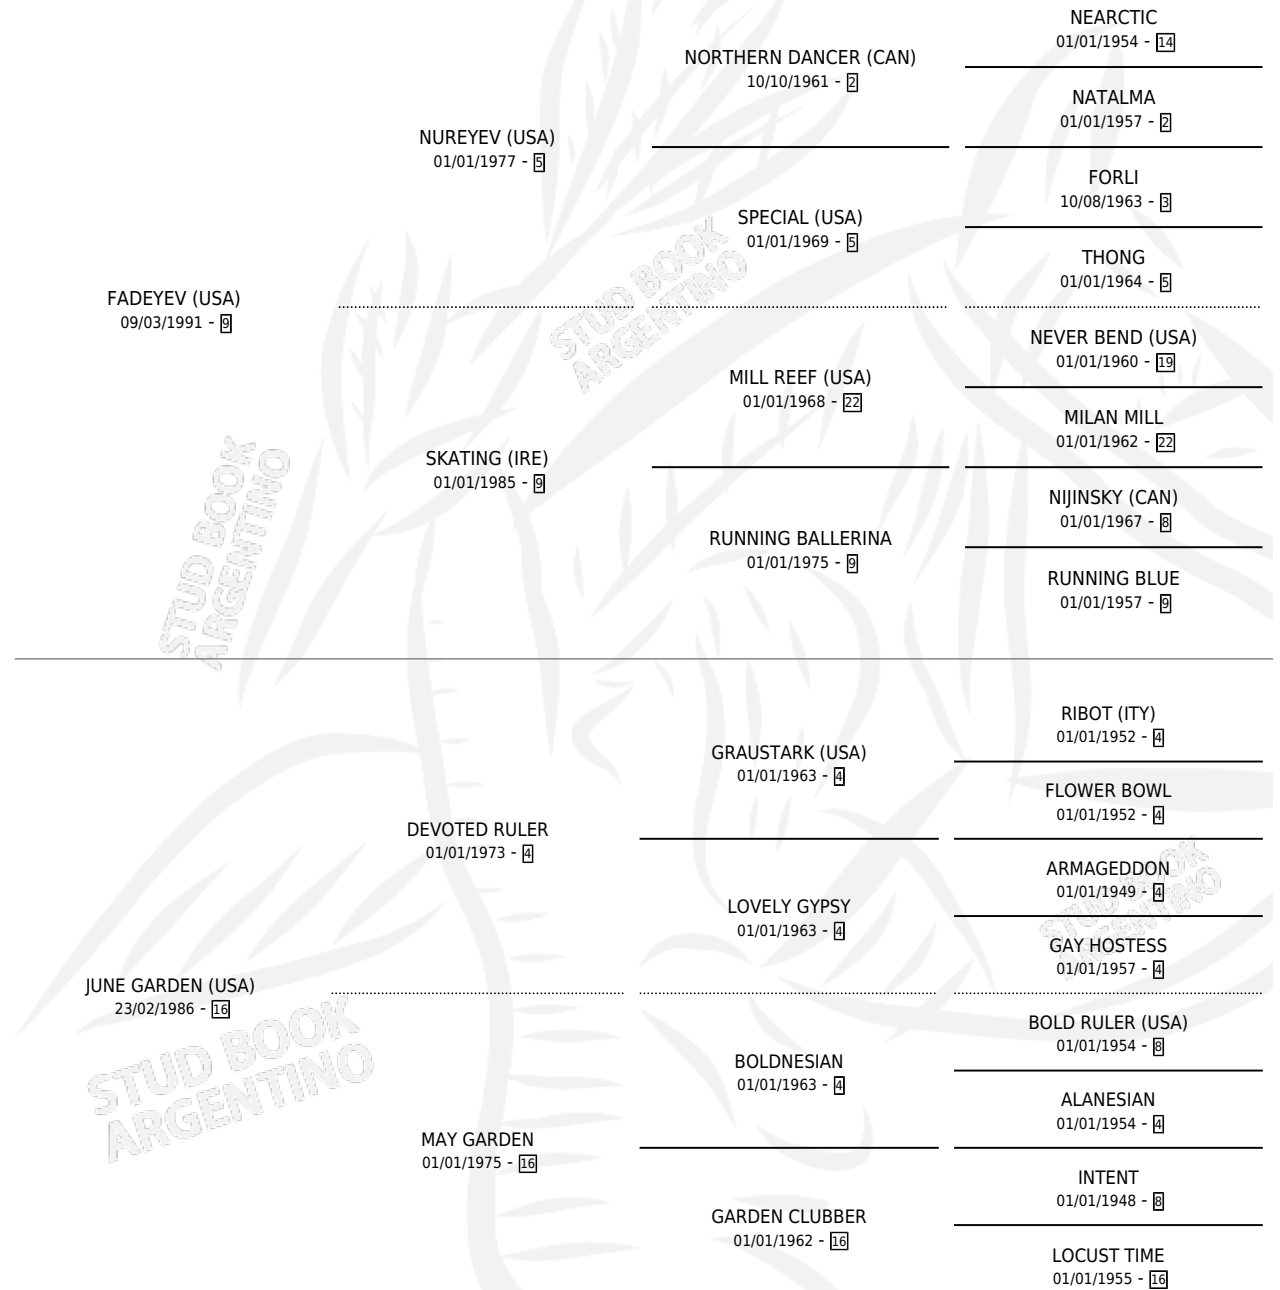 NEARCTIC
01/01/1954 - 14
NORTHERN DANCER (CAN)
10/10/1961 - 2
NATALMA
01/01/1957 - 2
NUREYEV (USA)
01/01/1977 - 5
FORLI
10/08/1963 - 3
SPECIAL (USA)
01/01/1969 - 5
THONG
01/01/1964 - 5
FADEYEV (USA)
09/03/1991 - 9
STUD BOOK
ARGENTINO
NEVER BEND (USA)
01/01/1960 - 19
MILL REEF (USA)
01/01/1968 - 22
MILAN MILL
01/01/1962 - 22
SKATING (IRE)
01/01/1985 - 9
NIJINSKY (CAN)
01/01/1967 - 8
RUNNING BALLERINA
01/01/1975 - 9
RUNNING BLUE
01/01/1957 - 9
STUD BOOK
ARGENTINO
RIBOT (ITY)
01/01/1952 - 4
GRAUSTARK (USA)
01/01/1963 - 4
FLOWER BOWL
01/01/1952 - 4
DEVOTED RULER
01/01/1973 - 4
ARMAGEDDON
01/01/1949 - 4
LOVELY GYPSY
01/01/1963 - 4
STUD BOOK
ARGENTINO
GAY HOSTESS
01/01/1957 - 4
JUNE GARDEN (USA)
23/02/1986 - 16
STUD BOOK
ARGENTINO
BOLD RULER (USA)
01/01/1954 - 8
BOLDNESIAN
01/01/1963 - 4
ALANESIAN
01/01/1954 - 4
MAY GARDEN
01/01/1975 - 16
INTENT
01/01/1948 - 8
GARDEN CLUBBER
01/01/1962 - 16
LOCUST TIME
01/01/1955 - 16